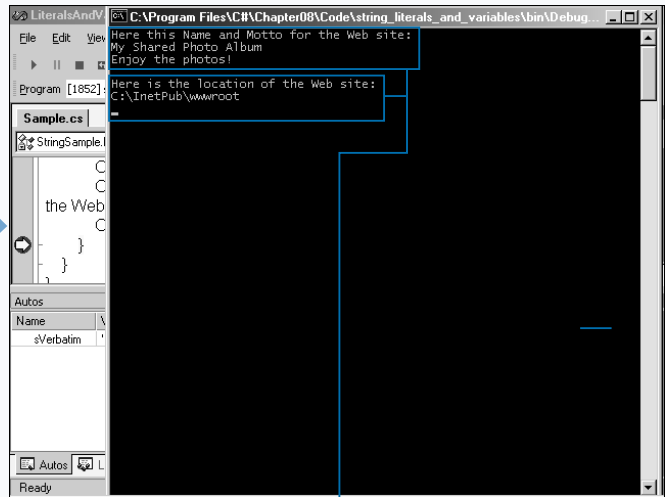 LiteralsAndV
C:\Program Files\C#\Chapter08\Code\string_literals_and_variables\bin\Debug...
File Edit View
Program [1852]
Sample.cs
StringSample.
the Web
}
}
}
Autos
Name
sVerbatim
Autos
Ready
Here this Name and Motto for the Web site:
My Shared Photo Album
Enjoy the photos!
Here is the location of the Web site:
C:\InetPub\wwwroot